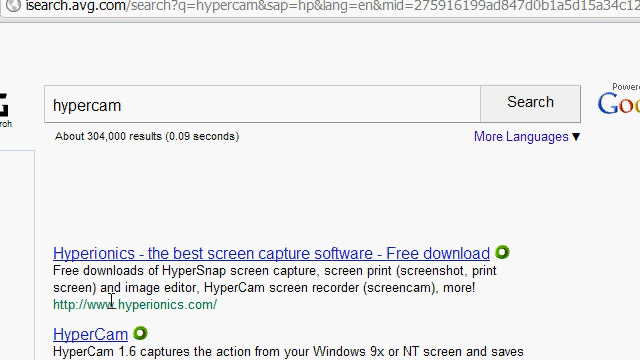 isearch.avg.com/search?q=hypercam&sap=hp&lang=en&mid=275916199ad847d0b1a5d15a34c12
Powere
G
Goo
rch
hypercam
Search
About 304,000 results (0.09 seconds)
More Languages ▼
Hyperionics - the best screen capture software - Free download
Free downloads of HyperSnap screen capture, screen print (screenshot, print
screen) and image editor, HyperCam screen recorder (screencam), more!
http://www.hyperionics.com/
HyperCam
HyperCam 1.6 captures the action from your Windows 9x or NT screen and saves